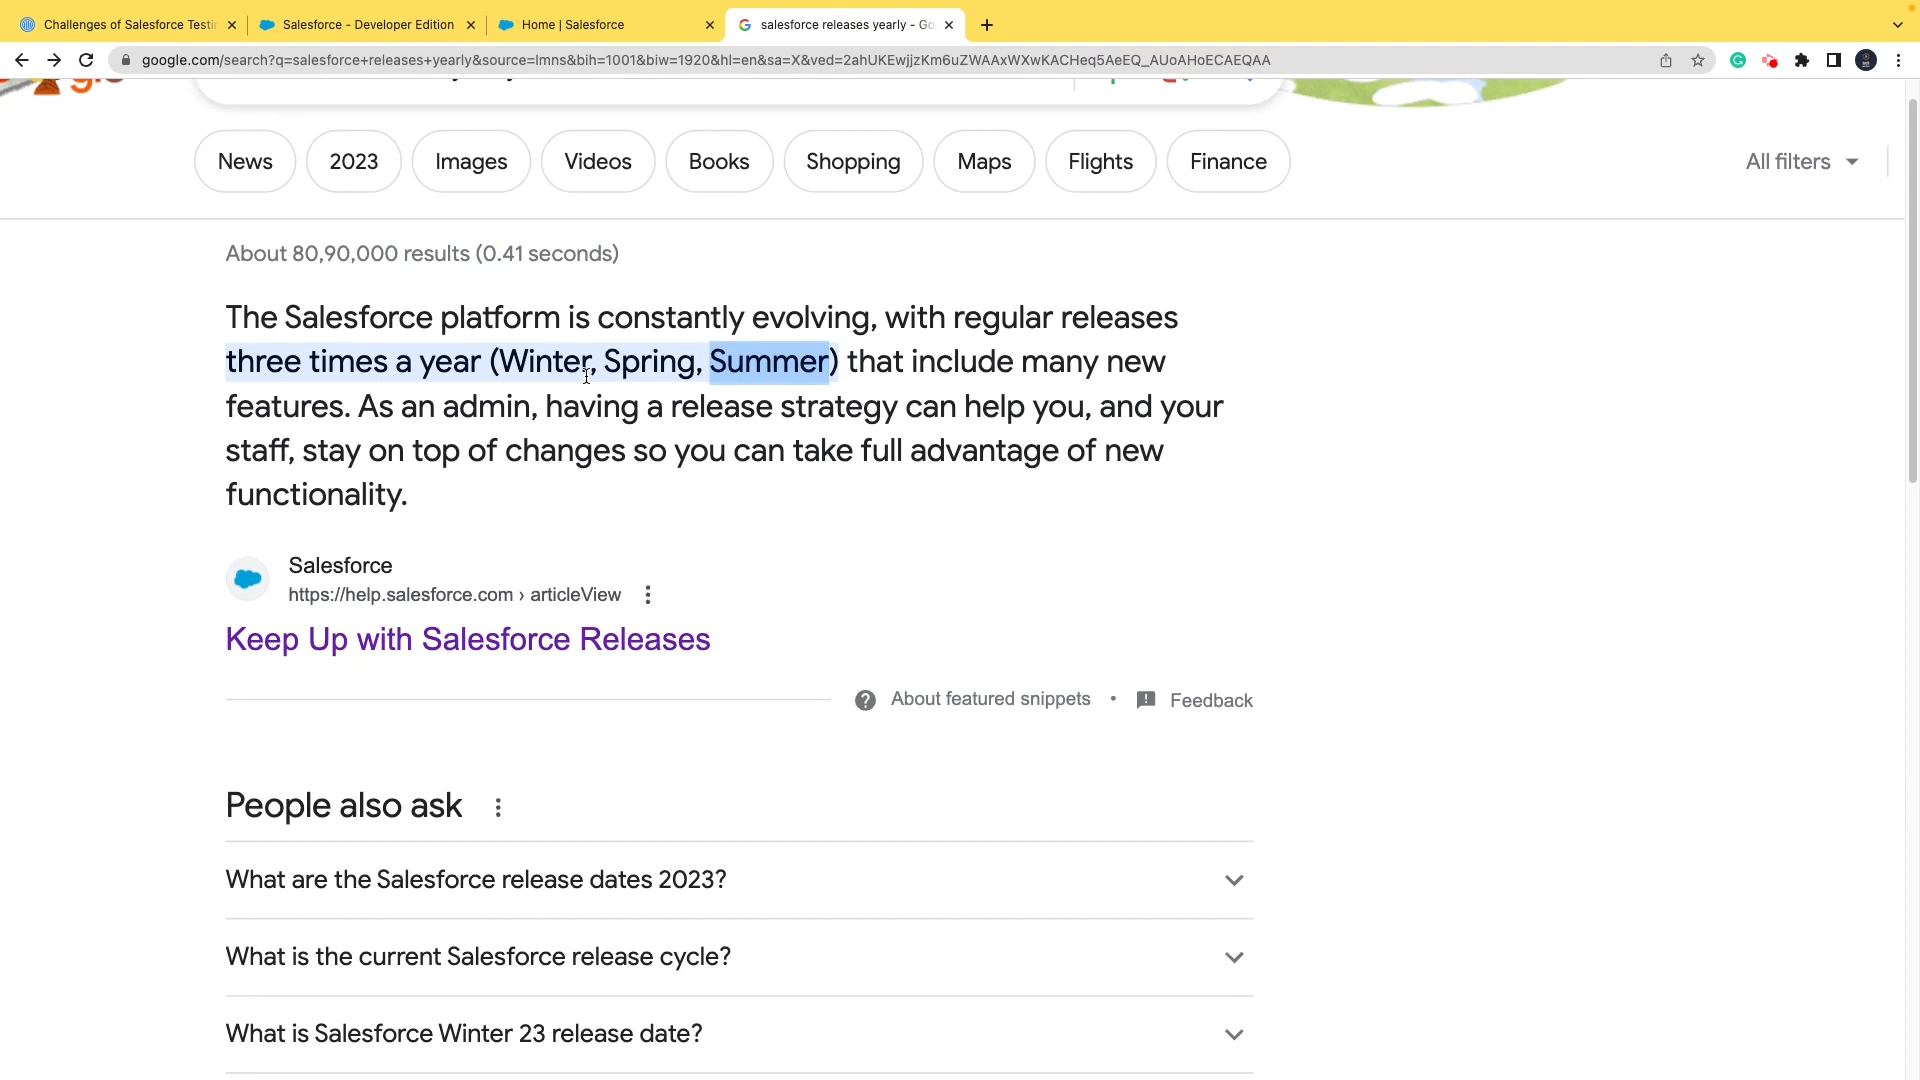 Challenges of Salesforce Testin
Salesforce - Developer Edition
Home | Salesforce
salesforce releases yearly - Go
google.com/search?q=salesforce+releases+yearly&source=lmns&bih=1001&biw=1920&hl=en&sa=X&ved=2ahUKEwjjzKm6uZWAAxWXwKACHeq5AeEQ_AUoAHoECAEQAA
News
2023
Images
Videos
Books
Shopping
Maps
Flights
Finance
All filters
About 80,90,000 results (0.41 seconds)
The Salesforce platform is constantly evolving, with regular releases
three times a year (Winter, Spring, Summer) that include many new
features. As an admin, having a release strategy can help you, and your
staff, stay on top of changes so you can take full advantage of new
functionality.
Salesforce
https://help.salesforce.com › articleView
Keep Up with Salesforce Releases
About featured snippets • Feedback
People also ask
What are the Salesforce release dates 2023?
What is the current Salesforce release cycle?
What is Salesforce Winter 23 release date?